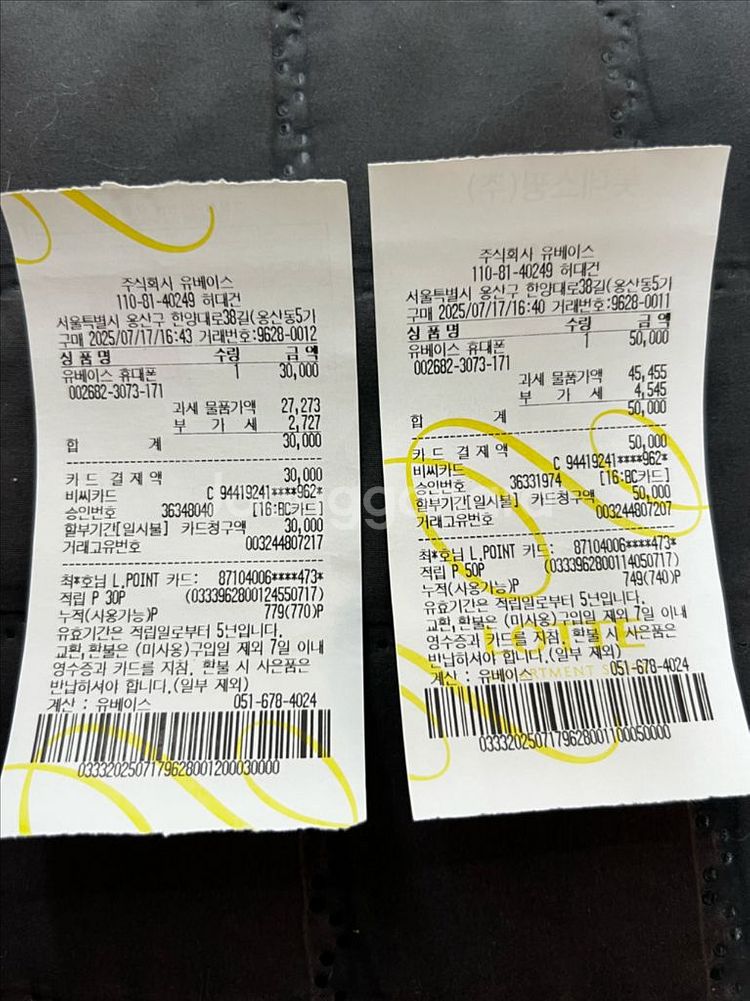 주식회사 유베이스
110-81-40249 허대건
서울특별시 용산구 한양대로38길(용산동5가
구매 2025/07/17/16:43 거래번호:9628-0012
상 품 명 수량 금 액
유베이스 휴대폰 1 30,000
002682-3073-171
과세 물품가액 27,273
부 가 세 2,727
합 계 30,000
카 드 결 제 액 30,000
비씨카드 C 94419241****962*
승인번호 36348040 [16:BC카드]
할부기간[일시불] 카드청구액 30,000
거래고유번호 003244807217
최*호님 L.POINT 카드: 87104006****473*
적립 P 30P (0333962800124550717)
누적(사용가능)P 779(770)P
유효기간은 적립일로부터 5년입니다.
교환,환불은 (미사용)구입일 제외 7일 이내
영수증과 카드를 지참, 환불 시 사은품은
반납하셔야 합니다.(일부 제외)
계산 : 유베이스 051-678-4024
0333202507179628001200030000
주식회사 유베이스
110-81-40249 허대건
서울특별시 용산구 한양대로38길(용산동5가
구매 2025/07/17/16:40 거래번호:9628-0011
상 품 명 수량 금 액
유베이스 휴대폰 1 50,000
002682-3073-171
과세 물품가액 45,455
부 가 세 4,545
합 계 50,000
카 드 결 제 액 50,000
비씨카드 C 94419241****962*
승인번호 36331974 [16:BC카드]
할부기간[일시불] 카드청구액 50,000
거래고유번호 003244807207
최*호님 L.POINT 카드: 87104006****473*
적립 P 50P (0333962800114050717)
누적(사용가능)P 749(740)P
유효기간은 적립일로부터 5년입니다.
교환,환불은 (미사용)구입일 제외 7일 이내
영수증과 카드를 지참, 환불 시 사은품은
반납하셔야 합니다.(일부 제외)
계산 : 유베이스 051-678-4024
0333202507179628001100050000
LOTTE